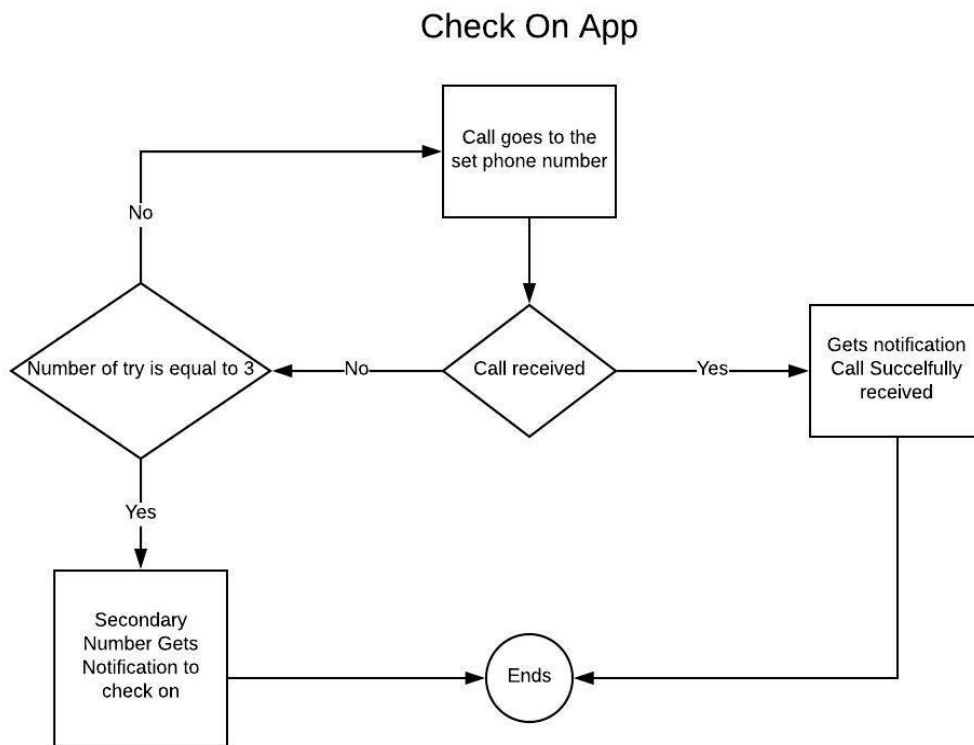 Check On App
Call goes to the
set phone number
No
Number of try is equal to 3
No
Call received
Yes
Gets notification
Call Succelfully
received
Yes
Secondary
Number Gets
Notification to
check on
Ends